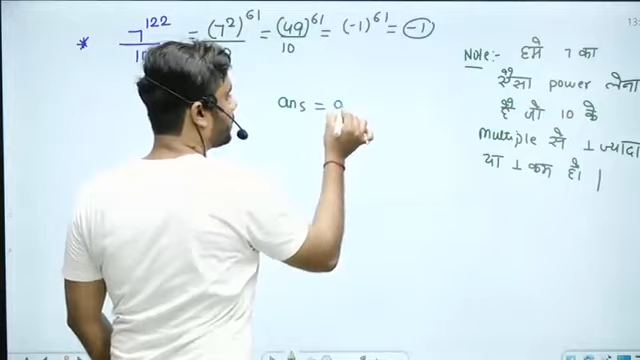 * 7^122 = (7^2)^61 = (49)^61 = (-1)^61 = (-1)
10
ans = 9
Note:- हमे 7 का
ऐसा power लेना
है जो 10 के
multiple से 1 ज्यादा
या 1 कम हो।